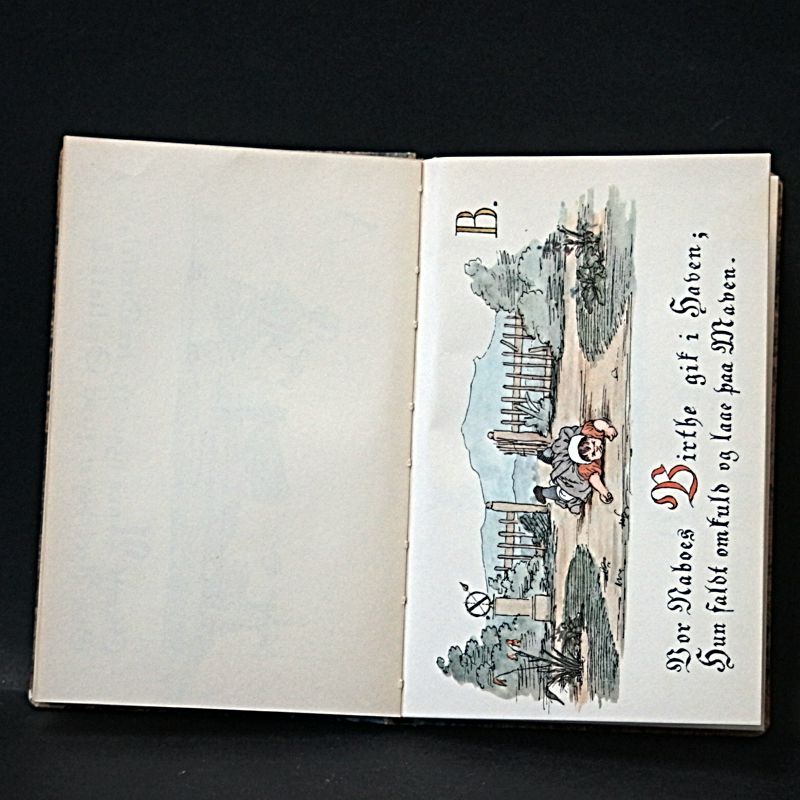 B.
Vor Naboes Birthe gik i Haven;
Hun faldt omkuld og laae paa Maven.